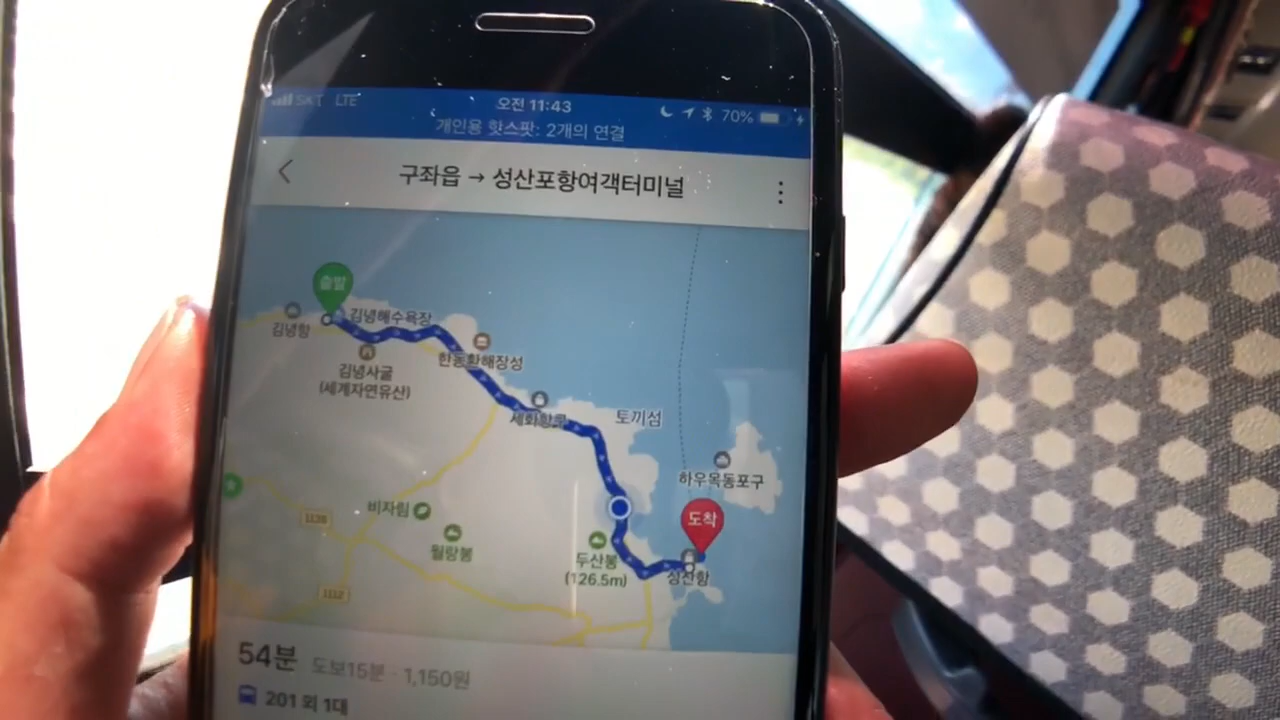 SKT LTE 오전 11:43 70%
개인용 핫스팟: 2개의 연결
구좌읍 → 성산포항여객터미널
출발
김녕항
김녕해수욕장
김녕사굴
(세계자연유산)
한동환해장성
세화항구
토끼섬
하우목동포구
비자림
1136
월랑봉
두산봉
(126.5m)
도착
성산항
1112
54분 도보15분 · 1,150원
201 외 1대